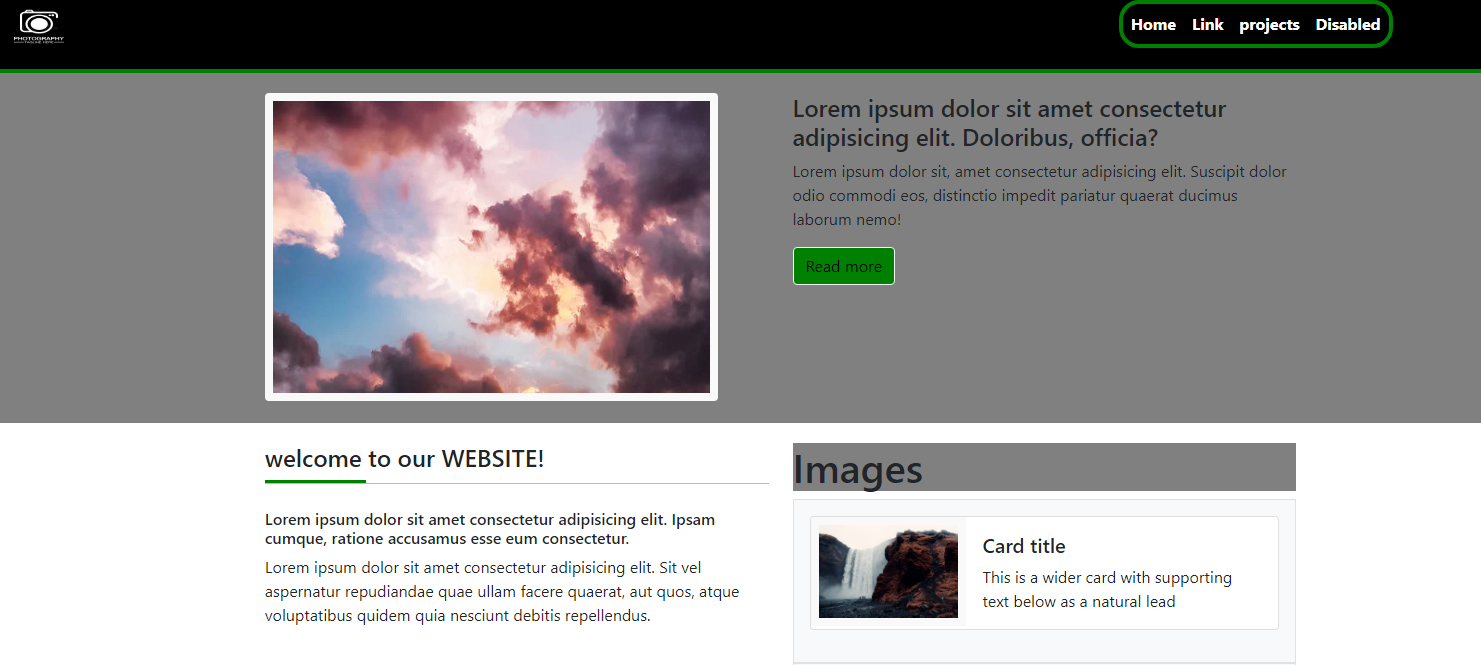 PHOTOGRAPHY
TAGLINE HERE
Home Link projects Disabled
Lorem ipsum dolor sit amet consectetur
adipisicing elit. Doloribus, officia?
Lorem ipsum dolor sit, amet consectetur adipisicing elit. Suscipit dolor
odio commodi eos, distinctio impedit pariatur quaerat ducimus
laborum nemo!
Read more
welcome to our WEBSITE!
Lorem ipsum dolor sit amet consectetur adipisicing elit. Ipsam
cumque, ratione accusamus esse eum consectetur.
Lorem ipsum dolor sit amet consectetur adipisicing elit. Sit vel
aspernatur repudiandae quae ullam facere quaerat, aut quos, atque
voluptatibus quidem quia nesciunt debitis repellendus.
Images
Card title
This is a wider card with supporting
text below as a natural lead